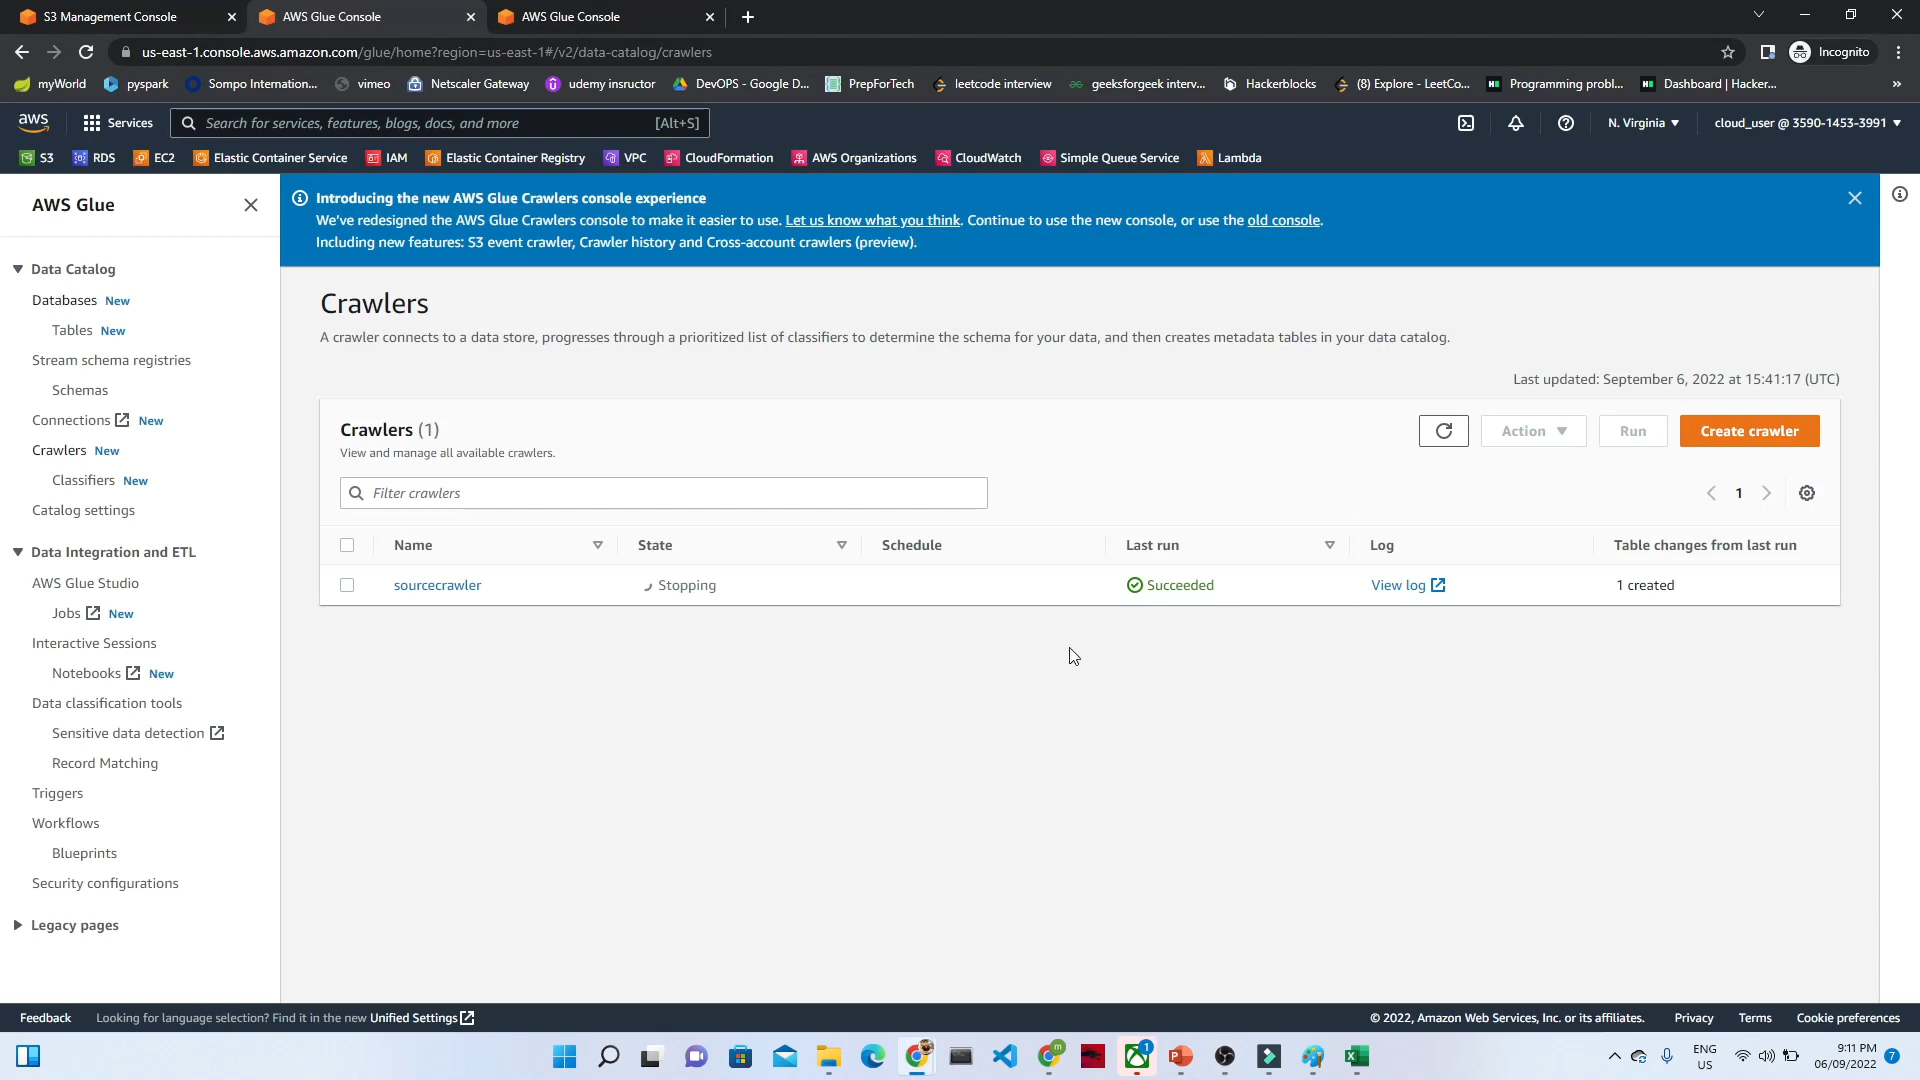 S3 Management Console
AWS Glue Console
AWS Glue Console
us-east-1.console.aws.amazon.com/glue/home?region=us-east-1#/v2/data-catalog/crawlers
Incognito
myWorld
pyspark
Sompo Internation...
vimeo
Netscaler Gateway
udemy insructor
DevOPS - Google D...
PrepForTech
leetcode interview
geeksforgeek interv...
Hackerblocks
(8) Explore - LeetCo...
Programming probl...
Dashboard | Hacker...
»
aws
Services
Search for services, features, blogs, docs, and more
[Alt+S]
N. Virginia
cloud_user @ 3590-1453-3991
S3
RDS
EC2
Elastic Container Service
IAM
Elastic Container Registry
VPC
CloudFormation
AWS Organizations
CloudWatch
Simple Queue Service
Lambda
AWS Glue
Data Catalog
Databases New
Tables New
Stream schema registries
Schemas
Connections New
Crawlers New
Classifiers New
Catalog settings
Data Integration and ETL
AWS Glue Studio
Jobs New
Interactive Sessions
Notebooks New
Data classification tools
Sensitive data detection
Record Matching
Triggers
Workflows
Blueprints
Security configurations
Legacy pages
Introducing the new AWS Glue Crawlers console experience
We've redesigned the AWS Glue Crawlers console to make it easier to use. Let us know what you think. Continue to use the new console, or use the old console.
Including new features: S3 event crawler, Crawler history and Cross-account crawlers (preview).
Crawlers
A crawler connects to a data store, progresses through a prioritized list of classifiers to determine the schema for your data, and then creates metadata tables in your data catalog.
Last updated: September 6, 2022 at 15:41:17 (UTC)
Crawlers (1)
View and manage all available crawlers.
Action
Run
Create crawler
Filter crawlers
1
Name
State
Schedule
Last run
Log
Table changes from last run
sourcecrawler
Stopping
Succeeded
View log
1 created
Feedback
Looking for language selection? Find it in the new Unified Settings
© 2022, Amazon Web Services, Inc. or its affiliates.
Privacy
Terms
Cookie preferences
m
1
ENG
US
9:11 PM
06/09/2022
7